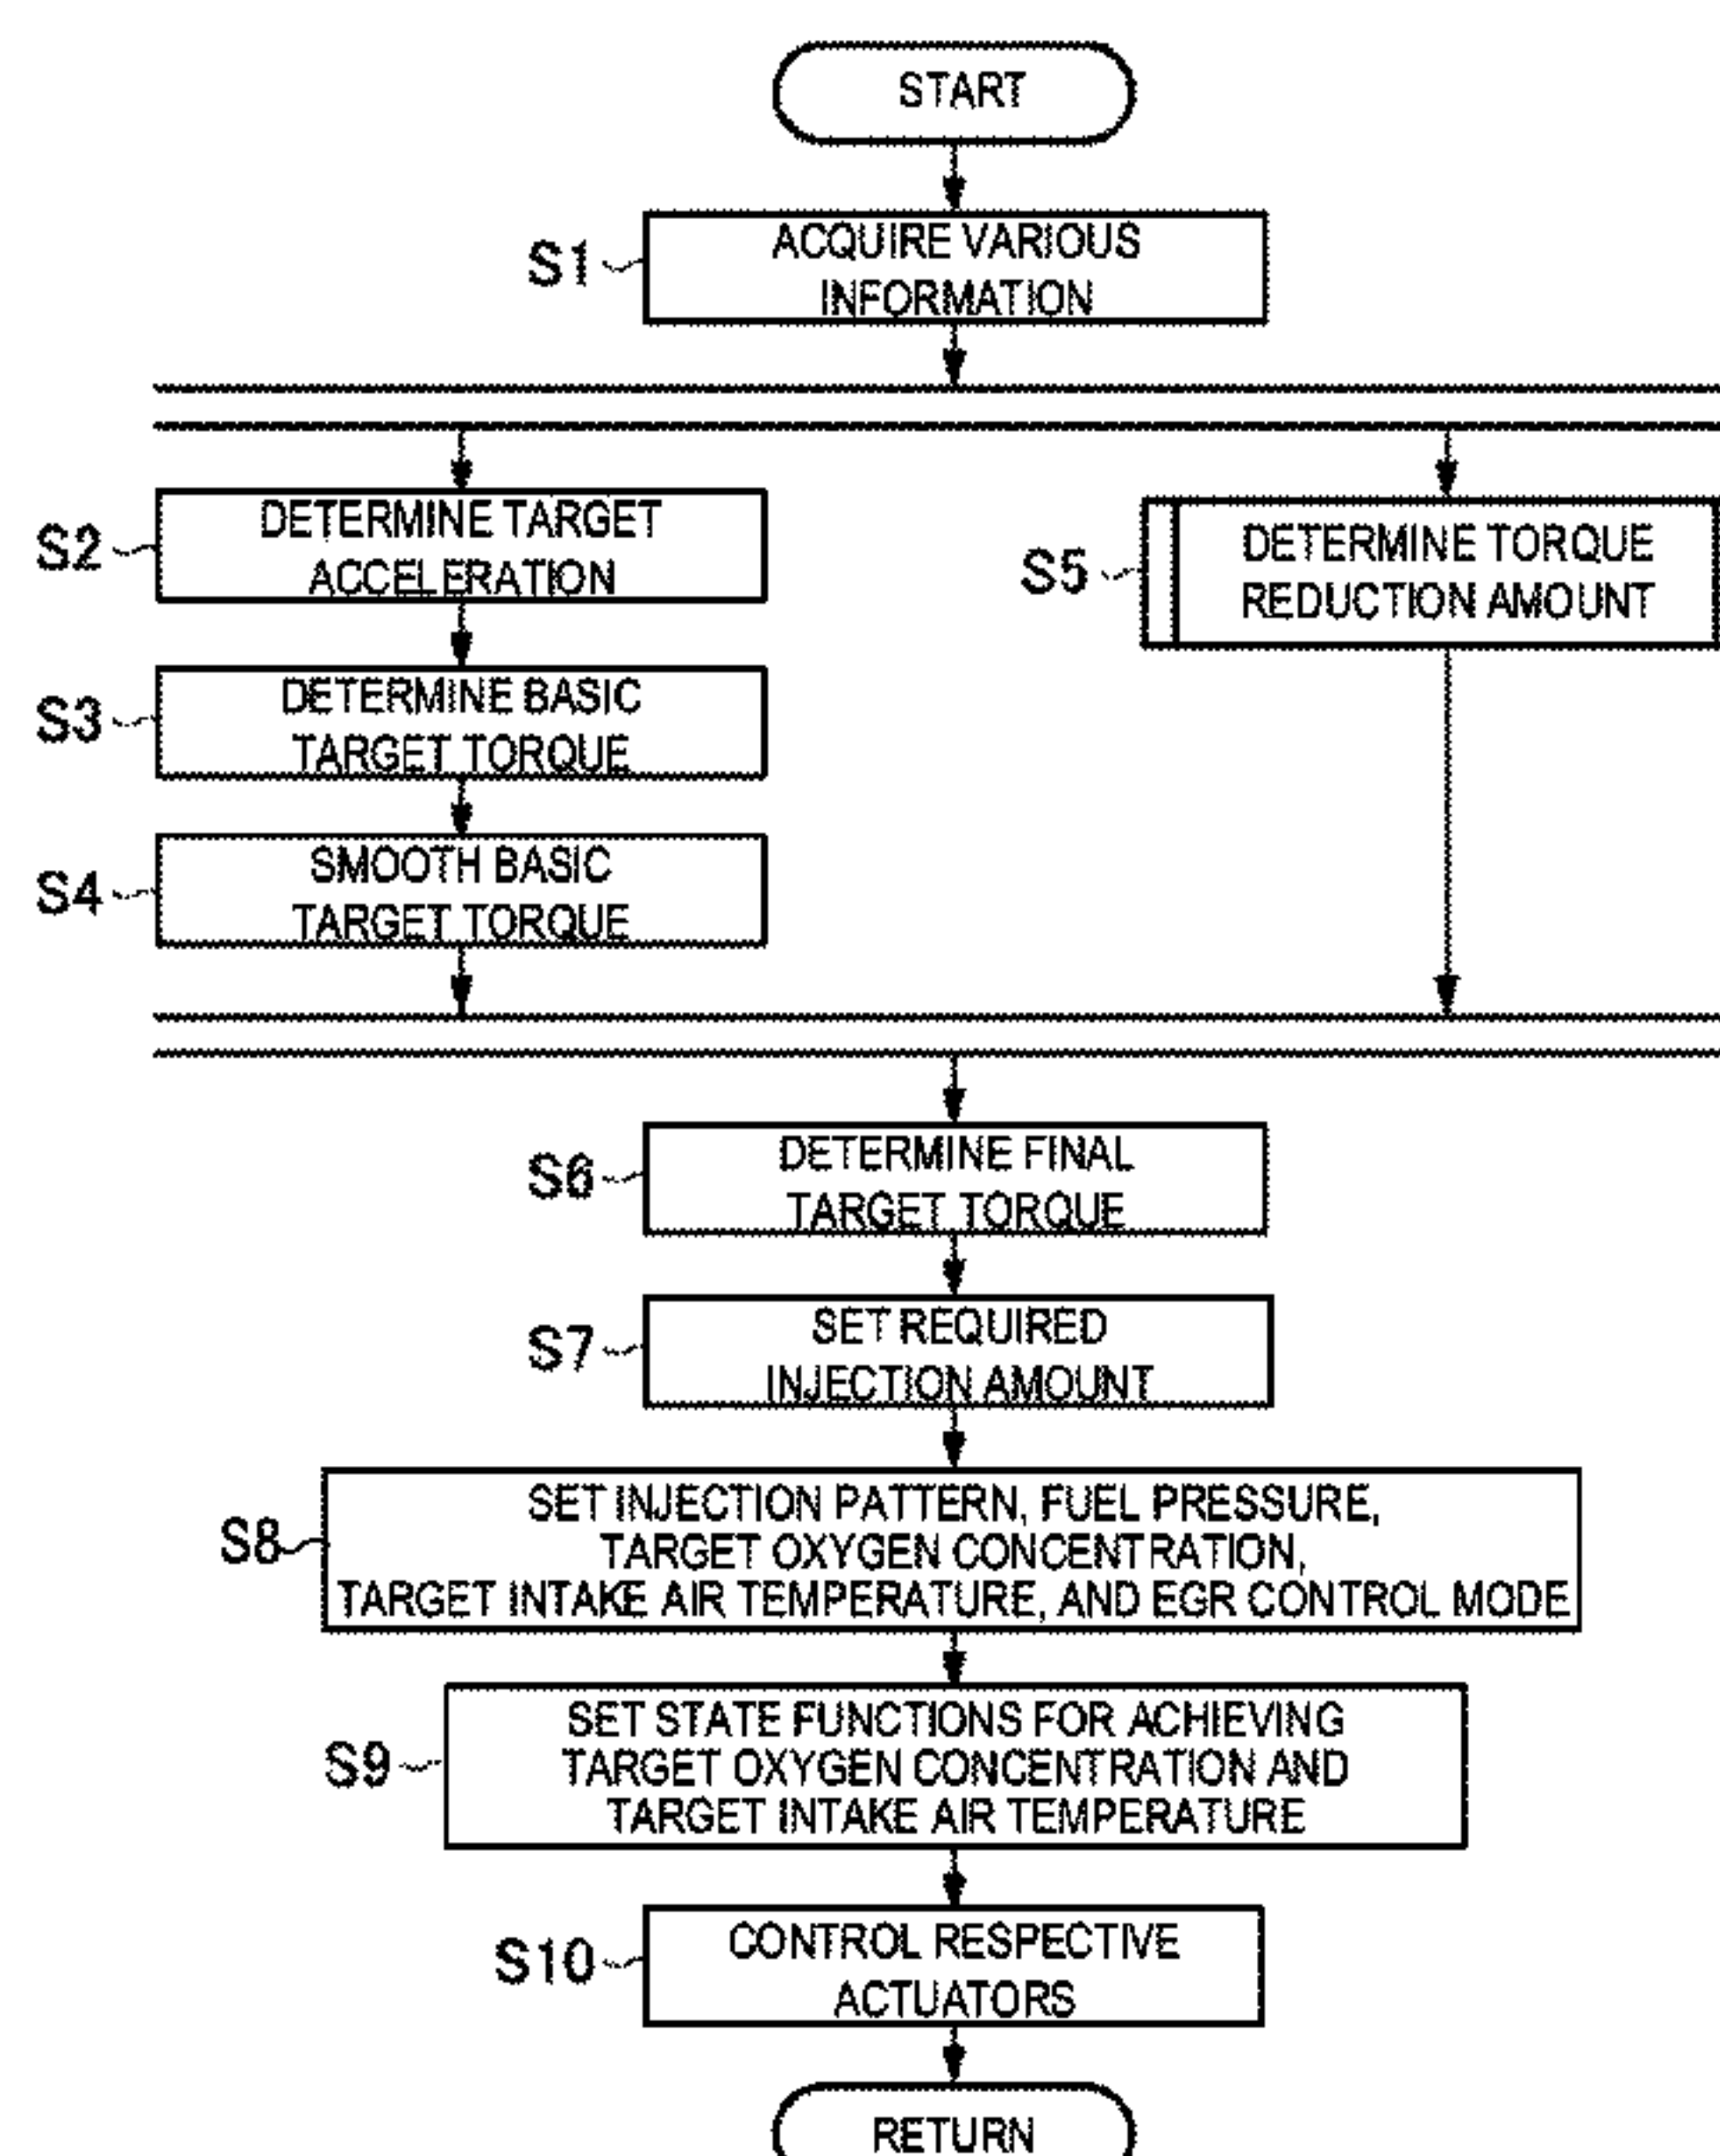 START
S1
ACQUIRE VARIOUS
INFORMATION
S2
DETERMINE TARGET
ACCELERATION
S3
DETERMINE BASIC
TARGET TORQUE
S4
SMOOTH BASIC
TARGET TORQUE
S5
DETERMINE TORQUE
REDUCTION AMOUNT
S6
DETERMINE FINAL
TARGET TORQUE
S7
SET REQUIRED
INJECTION AMOUNT
S8
SET INJECTION PATTERN, FUEL PRESSURE,
TARGET OXYGEN CONCENTRATION,
TARGET INTAKE AIR TEMPERATURE, AND EGR CONTROL MODE
S9
SET STATE FUNCTIONS FOR ACHIEVING
TARGET OXYGEN CONCENTRATION AND
TARGET INTAKE AIR TEMPERATURE
S10
CONTROL RESPECTIVE
ACTUATORS
RETURN